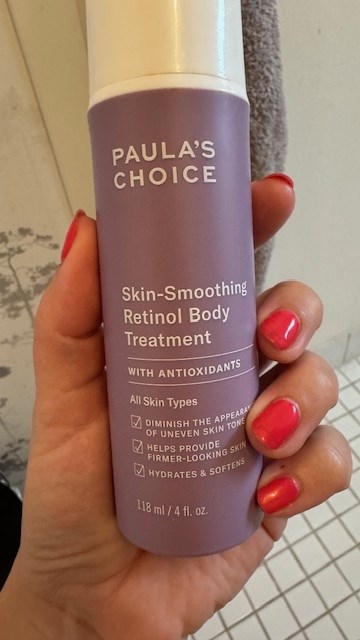 PAULA'S
CHOICE
Skin-Smoothing
Retinol Body
Treatment
WITH ANTIOXIDANTS
All Skin Types
DIMINISH THE
OF UNEVEN SKIN TONE
HELPS PROVIDE
FIRMER-LOOKING SKIN
HYDRATES & SOFTENS
118 ml / 4 fl. oz.